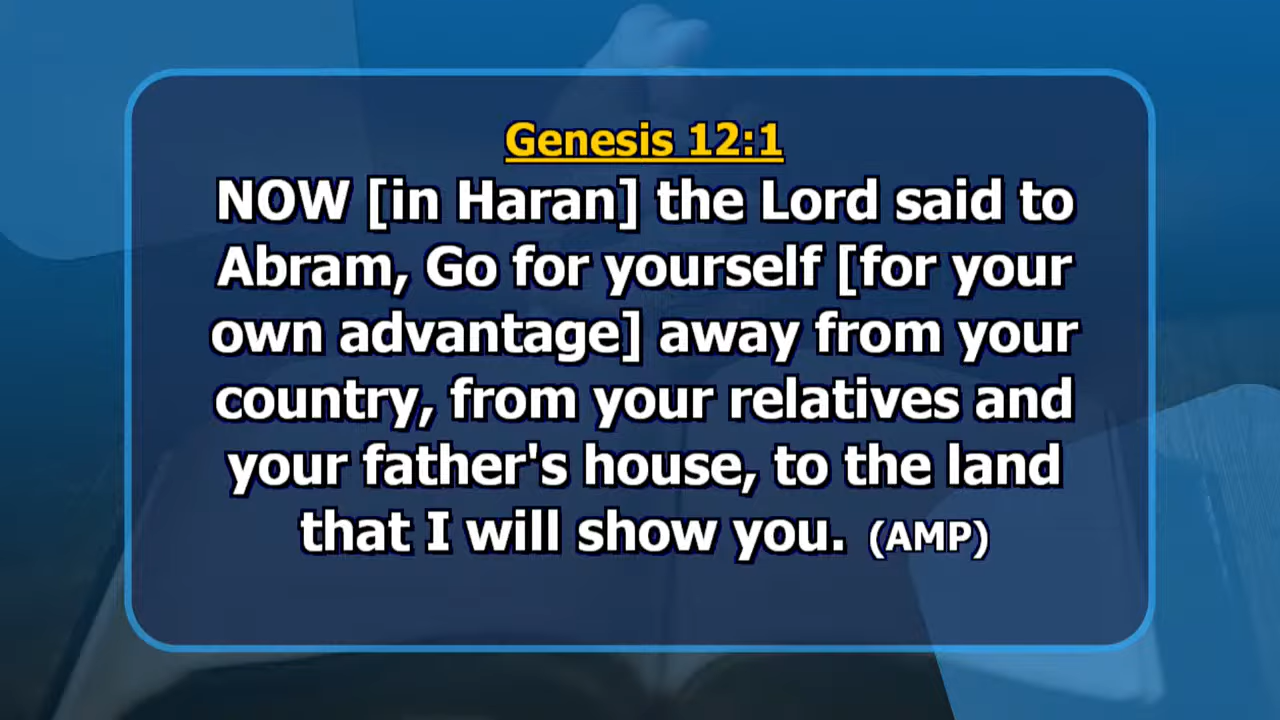 Genesis 12:1
NOW [in Haran] the Lord said to
Abram, Go for yourself [for your
own advantage] away from your
country, from your relatives and
your father's house, to the land
that I will show you. (AMP)